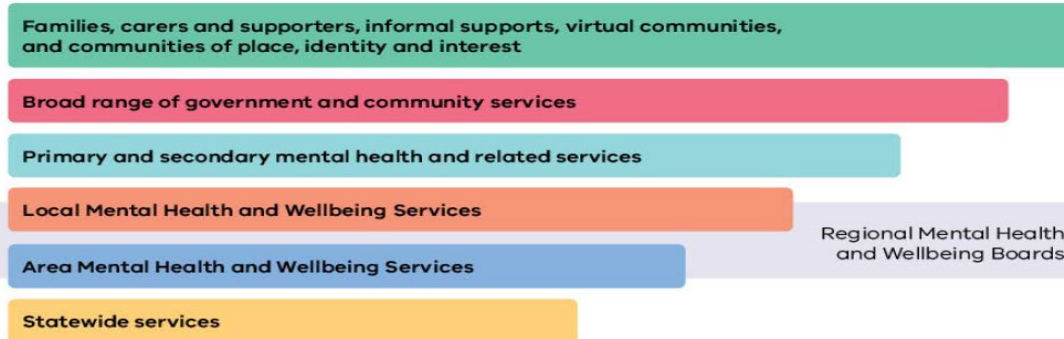 Families, carers and supporters, informal supports, virtual communities,
and communities of place, identity and interest
Broad range of government and community services
Primary and secondary mental health and related services
Local Mental Health and Wellbeing Services
Regional Mental Health
and Wellbeing Boards
Area Mental Health and Wellbeing Services
Statewide services